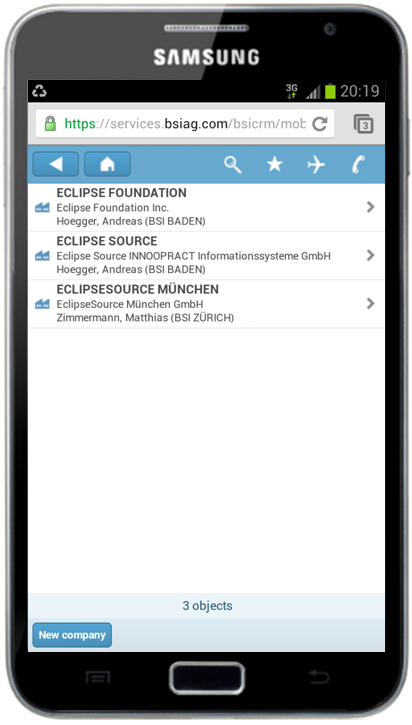 SAMSUNG
3G
20:19
https://services.bsiag.com/bsicrm/mob
3
ECLIPSE FOUNDATION
Eclipse Foundation Inc.
Hoegger, Andreas (BSI BADEN)
ECLIPSE SOURCE
Eclipse Source INNOOPRACT Informationssysteme GmbH
Hoegger, Andreas (BSI BADEN)
ECLIPSESOURCE MÜNCHEN
EclipseSource München GmbH
Zimmermann, Matthias (BSI ZÜRICH)
3 objects
New company